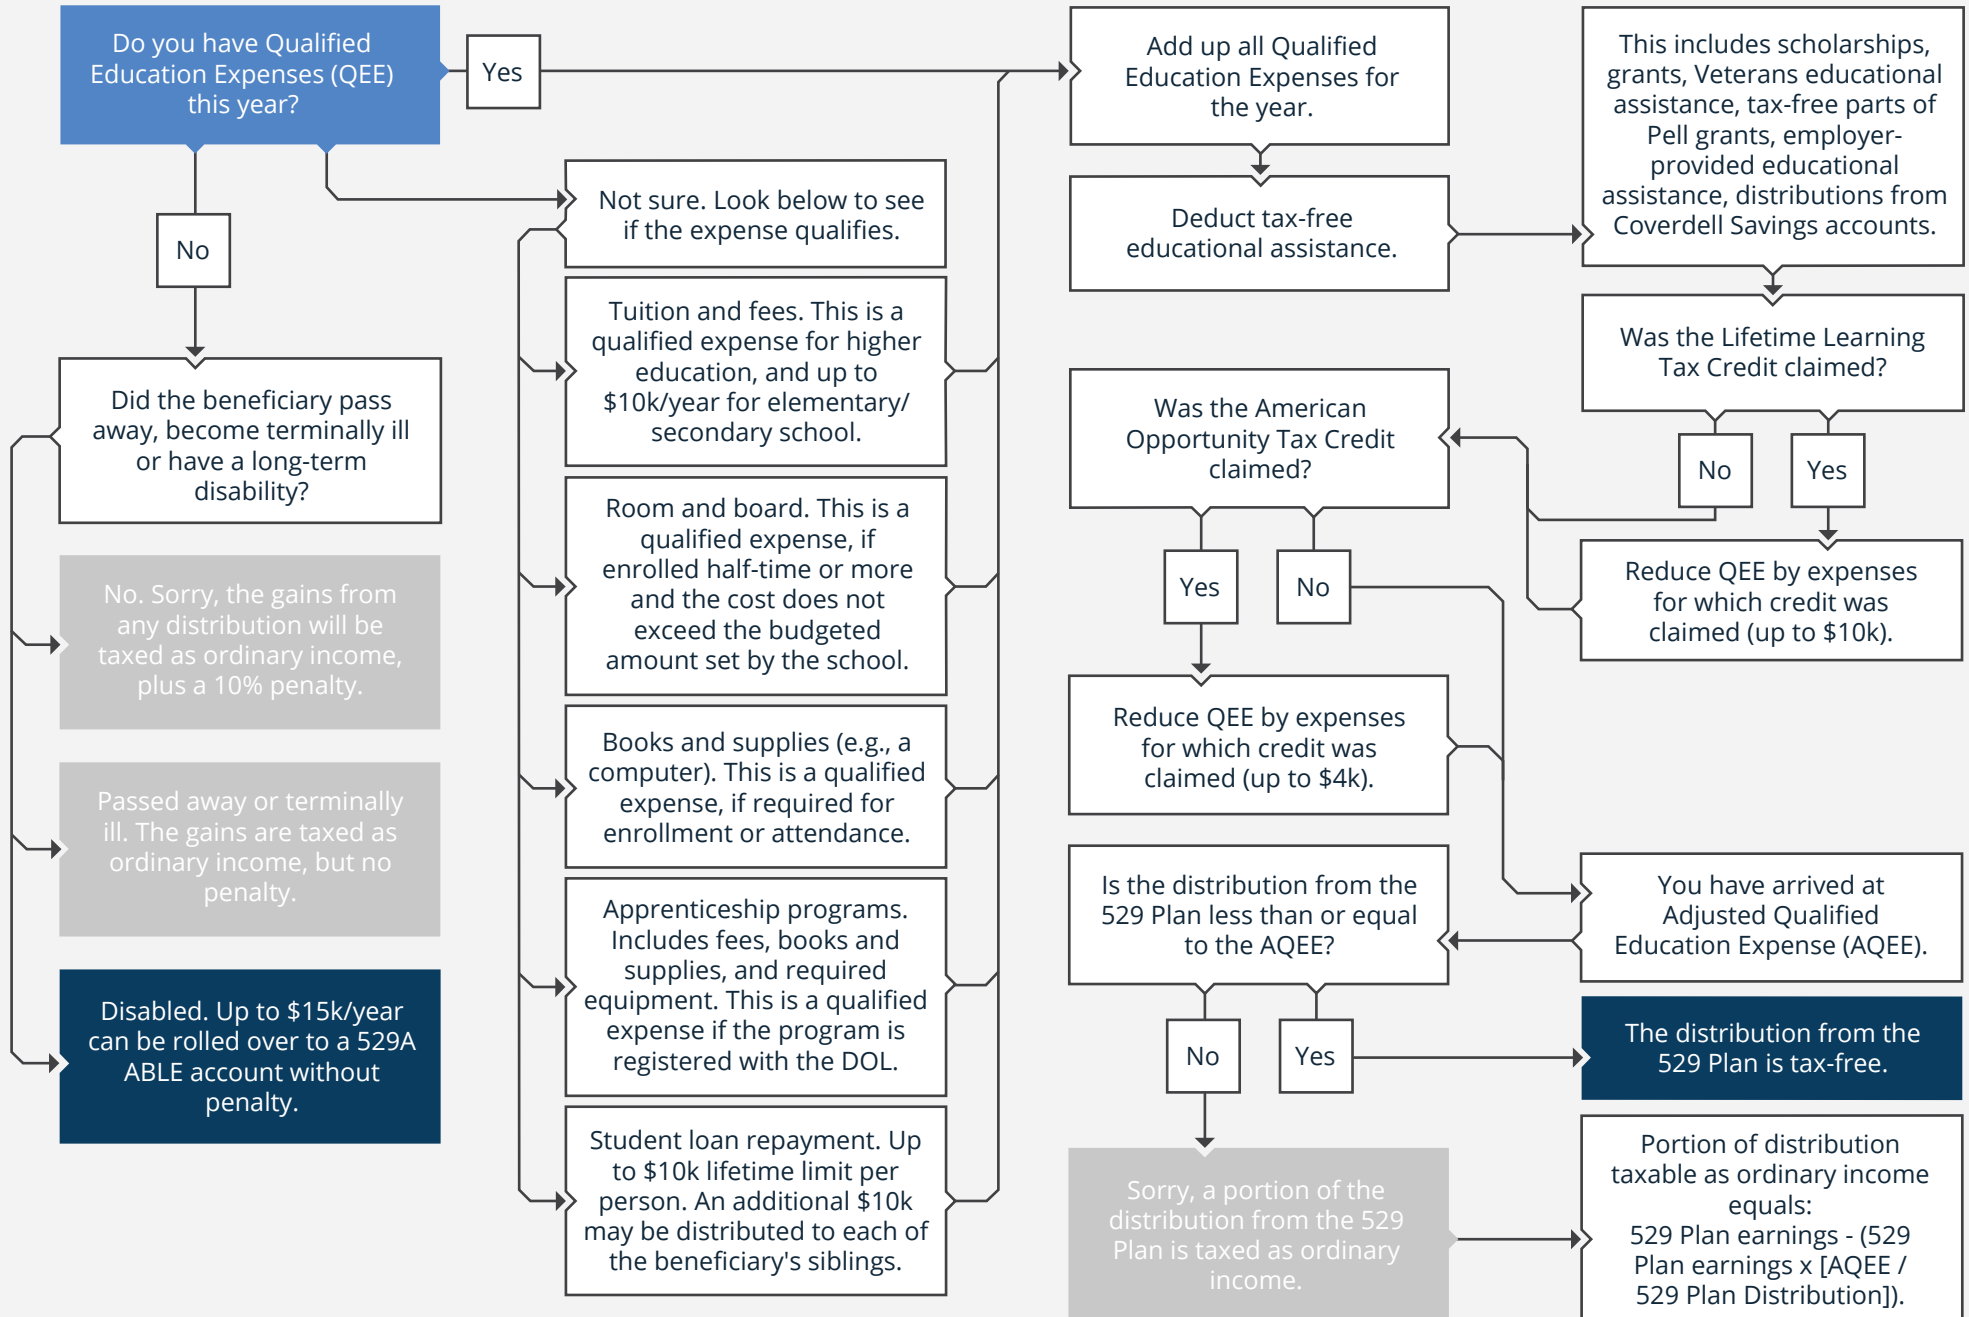 Do you have Qualified
Education Expenses (QEE)
this year?
Yes
No
Did the beneficiary pass
away, become terminally ill
or have a long-term
disability?
No. Sorry, the gains from
any distribution will be
taxed as ordinary income,
plus a 10% penalty.
Passed away or terminally
ill. The gains are taxed as
ordinary income, but no
penalty.
Disabled. Up to $15k/year
can be rolled over to a 529A
ABLE account without
penalty.
Not sure. Look below to see
if the expense qualifies.
Tuition and fees. This is a
qualified expense for higher
education, and up to
$10k/year for elementary/
secondary school.
Room and board. This is a
qualified expense, if
enrolled half-time or more
and the cost does not
exceed the budgeted
amount set by the school.
Books and supplies (e.g., a
computer). This is a qualified
expense, if required for
enrollment or attendance.
Apprenticeship programs.
Includes fees, books and
supplies, and required
equipment. This is a qualified
expense if the program is
registered with the DOL.
Student loan repayment. Up
to $10k lifetime limit per
person. An additional $10k
may be distributed to each of
the beneficiary's siblings.
Add up all Qualified
Education Expenses for
the year.
Deduct tax-free
educational assistance.
This includes scholarships,
grants, Veterans educational
assistance, tax-free parts of
Pell grants, employer-
provided educational
assistance, distributions from
Coverdell Savings accounts.
Was the Lifetime Learning
Tax Credit claimed?
No
Yes
Reduce QEE by expenses
for which credit was
claimed (up to $10k).
Was the American
Opportunity Tax Credit
claimed?
Yes
No
Reduce QEE by expenses
for which credit was
claimed (up to $4k).
You have arrived at
Adjusted Qualified
Education Expense (AQEE).
Is the distribution from the
529 Plan less than or equal
to the AQEE?
No
Yes
The distribution from the
529 Plan is tax-free.
Sorry, a portion of the
distribution from the 529
Plan is taxed as ordinary
income.
Portion of distribution
taxable as ordinary income
equals:
529 Plan earnings - (529
Plan earnings x [AQEE /
529 Plan Distribution]).